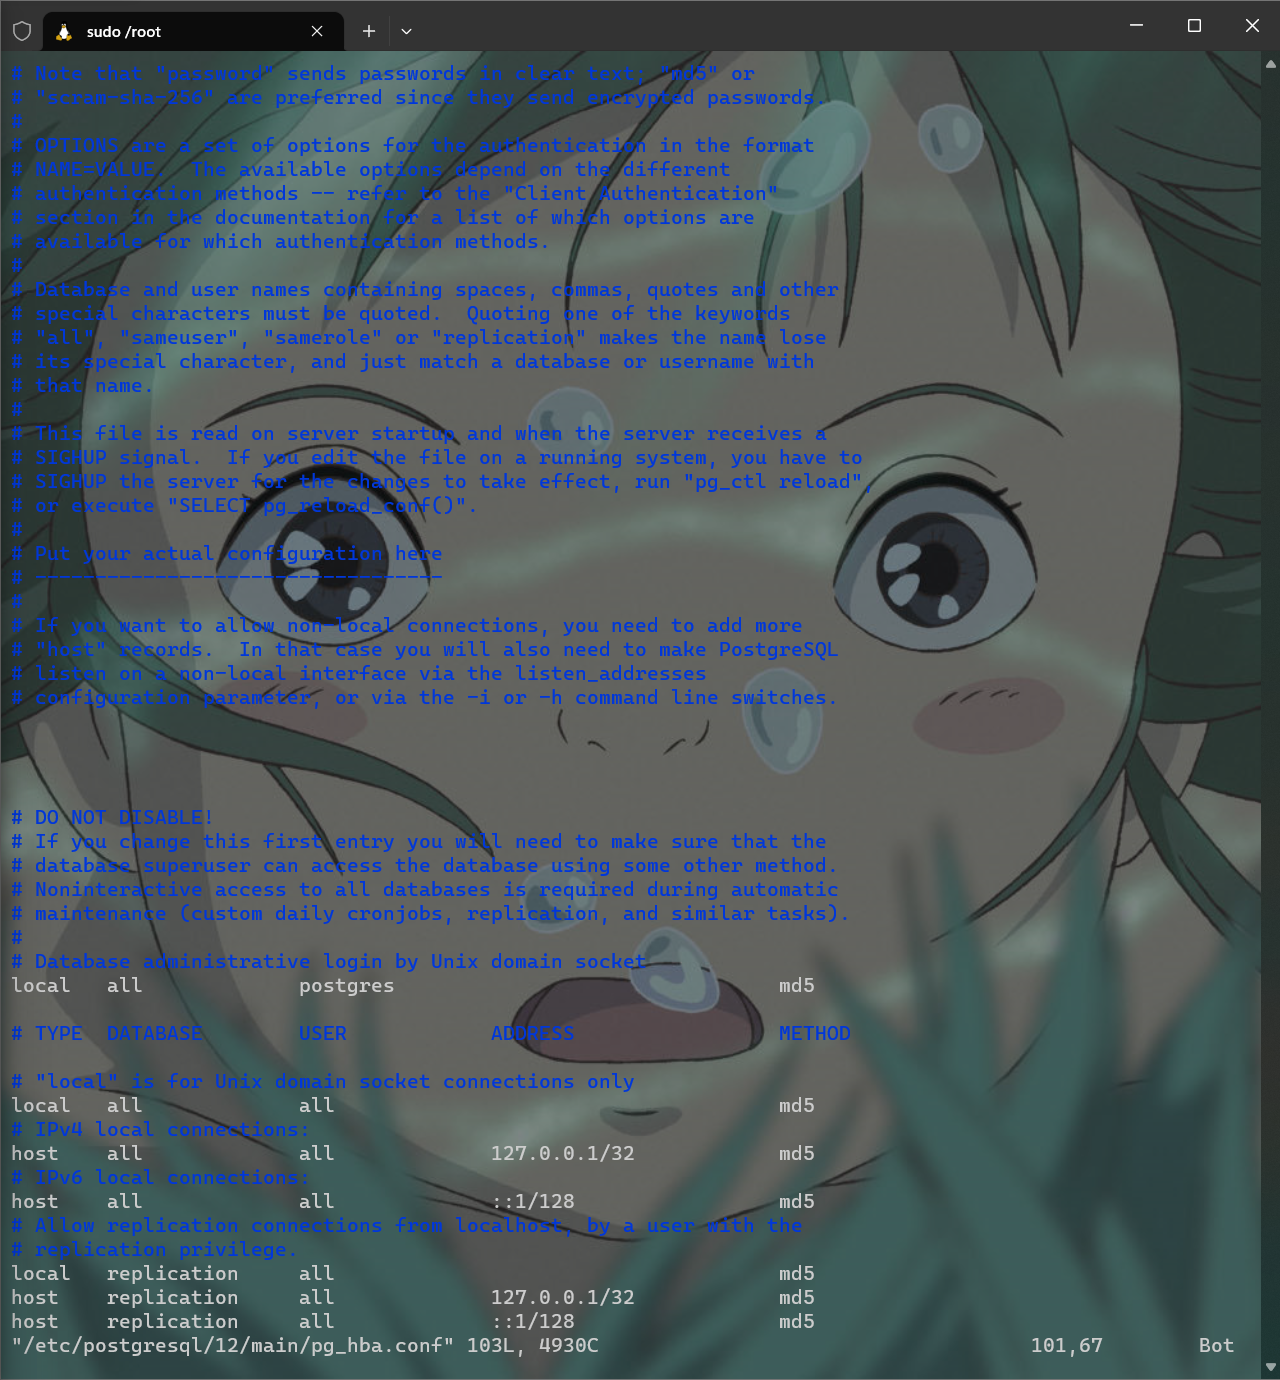 sudo /root
# Note that "password" sends passwords in clear text; "md5" or
# "scram-sha-256" are preferred since they send encrypted passwords.
#
# OPTIONS are a set of options for the authentication in the format
# NAME=VALUE.  The available options depend on the different
# authentication methods -- refer to the "Client Authentication"
# section in the documentation for a list of which options are
# available for which authentication methods.
#
# Database and user names containing spaces, commas, quotes and other
# special characters must be quoted.  Quoting one of the keywords
# "all", "sameuser", "samerole" or "replication" makes the name lose
# its special character, and just match a database or username with
# that name.
#
# This file is read on server startup and when the server receives a
# SIGHUP signal.  If you edit the file on a running system, you have to
# SIGHUP the server for the changes to take effect, run "pg_ctl reload",
# or execute "SELECT pg_reload_conf()".
#
# Put your actual configuration here
# ----------------------------------
#
# If you want to allow non-local connections, you need to add more
# "host" records.  In that case you will also need to make PostgreSQL
# listen on a non-local interface via the listen_addresses
# configuration parameter, or via the -i or -h command line switches.
# DO NOT DISABLE!
# If you change this first entry you will need to make sure that the
# database superuser can access the database using some other method.
# Noninteractive access to all databases is required during automatic
# maintenance (custom daily cronjobs, replication, and similar tasks).
#
# Database administrative login by Unix domain socket
local   all             postgres                                md5
# TYPE  DATABASE        USER            ADDRESS                 METHOD
# "local" is for Unix domain socket connections only
local   all             all                                     md5
# IPv4 local connections:
host    all             all             127.0.0.1/32            md5
# IPv6 local connections:
host    all             all             ::1/128                 md5
# Allow replication connections from localhost, by a user with the
# replication privilege.
local   replication     all                                     md5
host    replication     all             127.0.0.1/32            md5
host    replication     all             ::1/128                 md5
"/etc/postgresql/12/main/pg_hba.conf" 103L, 4930C                                    101,67        Bot